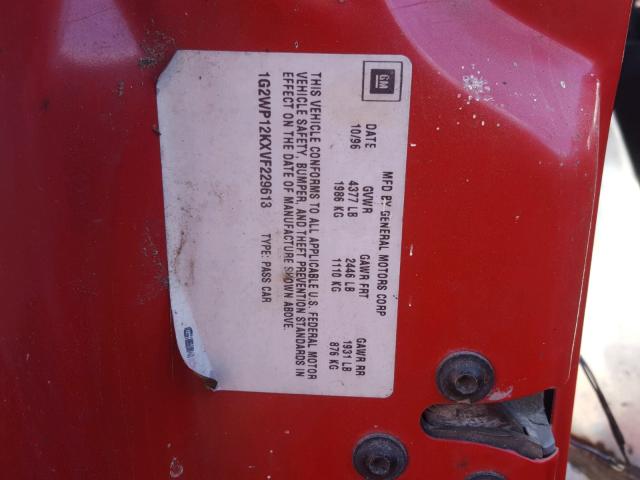 GM
MFD BY GENERAL MOTORS CORP
DATE GVWR GAWR FRT GAWR RR
10/96 4377 LB 2446 LB 1931 LB
1986 KG 1110 KG 876 KG
THIS VEHICLE CONFORMS TO ALL APPLICABLE U.S. FEDERAL MOTOR
VEHICLE SAFETY, BUMPER, AND THEFT PREVENTION STANDARDS IN
EFFECT ON THE DATE OF MANUFACTURE SHOWN ABOVE.
1G2WP12KXVF229613 TYPE: PASS CAR